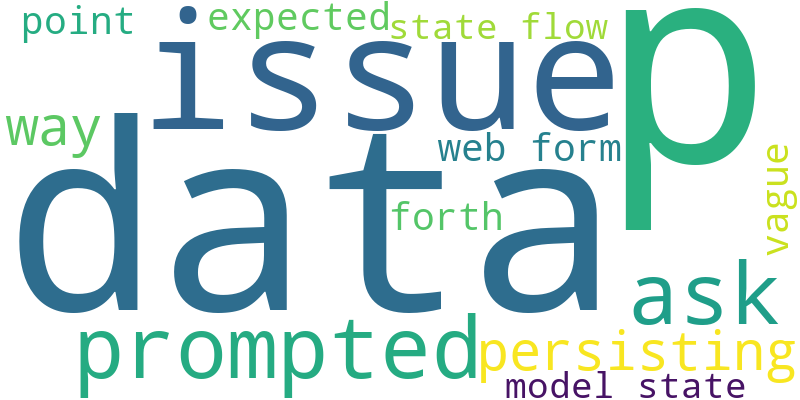 point
expected
state flow
issue
p
way
web form
data
forth
vague
ask
prompted
persisting
model state